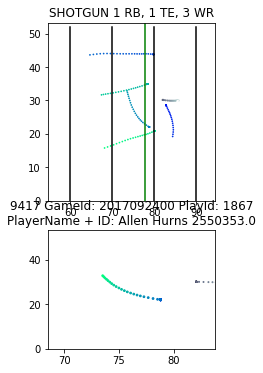 SHOTGUN 1 RB, 1 TE, 3 WR
50
40
30
20
10
0
60 70 80 90
9417 GameId: 2017092400 PlayId: 1867
PlayerName + ID: Allen Hurns 2550353.0
40
20
0
70 75 80